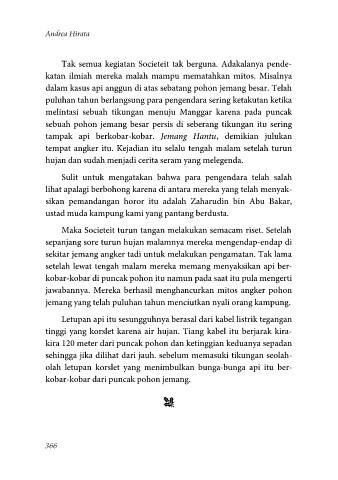 Andrea Hirata
Tak semua kegiatan Societeit tak berguna. Adakalanya pende-
katan ilmiah mereka malah mampu mematahkan mitos. Misalnya
dalam kasus api anggun di atas sebatang pohon jemang besar. Telah
puluhan tahun berlangsung para pengendara sering ketakutan ketika
melintasi sebuah tikungan menuju Manggar karena pada puncak
sebuah pohon jemang besar persis di seberang tikungan itu sering
tampak api berkobar-kobar. Jemang Hantu, demikian julukan
tempat angker itu. Kejadian itu selalu tengah malam setelah turun
hujan dan sudah menjadi cerita seram yang melegenda.
Sulit untuk mengatakan bahwa para pengendara telah salah
lihat apalagi berbohong karena di antara mereka yang telah menyak-
sikan pemandangan horor itu adalah Zaharudin bin Abu Bakar,
ustad muda kampung kami yang pantang berdusta.
Maka Societeit turun tangan melakukan semacam riset. Setelah
sepanjang sore turun hujan malamnya mereka mengendap-endap di
sekitar jemang angker tadi untuk melakukan pengamatan. Tak lama
setelah lewat tengah malam mereka memang menyaksikan api ber-
kobar-kobar di puncak pohon itu namun pada saat itu pula mengerti
jawabannya. Mereka berhasil menghancurkan mitos angker pohon
jemang yang telah puluhan tahun menciutkan nyali orang kampung.
Letupan api itu sesungguhnya berasal dari kabel listrik tegangan
tinggi yang korslet karena air hujan. Tiang kabel itu berjarak kira-
kira 120 meter dari puncak pohon dan ketinggian keduanya sepadan
sehingga jika dilihat dari jauh. sebelum memasuki tikungan seolah-
olah letupan korslet yang menimbulkan bunga-bunga api itu ber-
kobar-kobar dari puncak pohon jemang.
366